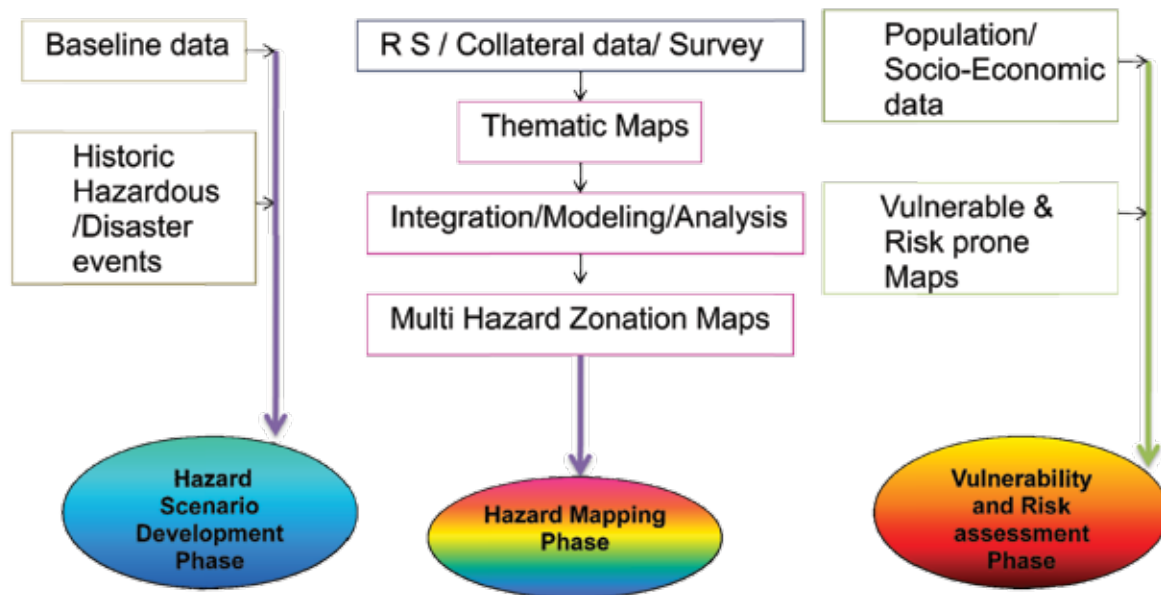 Baseline data
Historic
Hazardous
/Disaster
events
Hazard
Scenario
Development
Phase
R S / Collateral data/ Survey
Thematic Maps
Integration/Modeling/Analysis
Multi Hazard Zonation Maps
Hazard Mapping
Phase
Population/
Socio-Economic
data
Vulnerable &
Risk prone
Maps
Vulnerability
and Risk
assessment
Phase